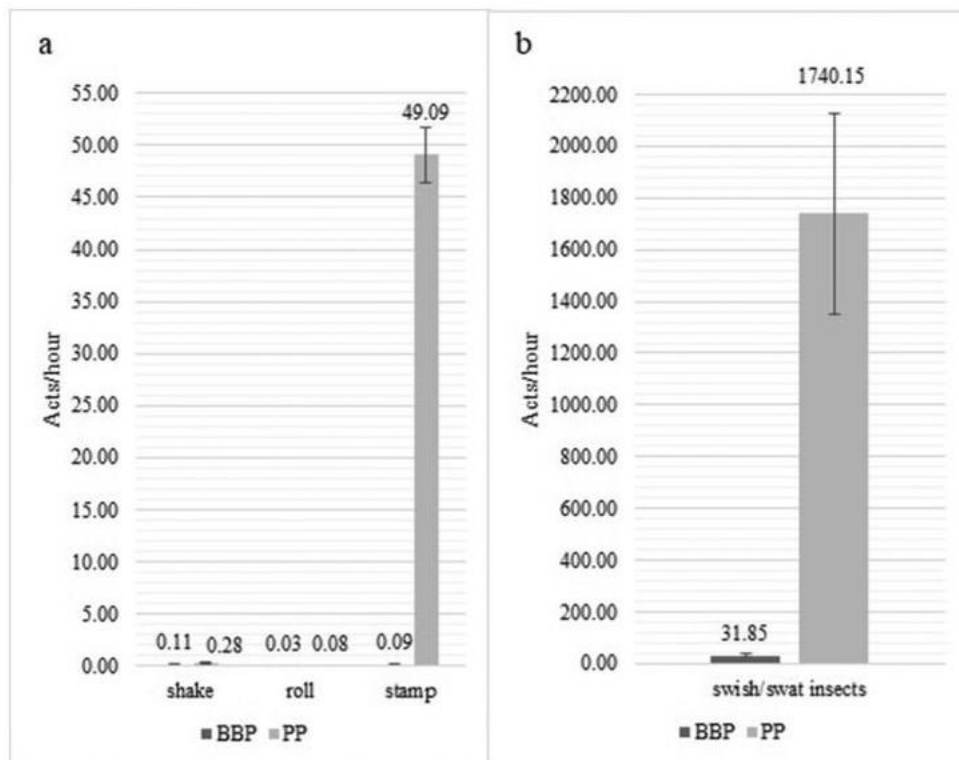 a
55.00
50.00
45.00
40.00
35.00
30.00
25.00
20.00
15.00
10.00
5.00
0.00
Acts/hour
0.11
0.28
0.03
0.08
0.09
49.09
shake
roll
stamp
BBP
PP
b
2200.00
2000.00
1800.00
1600.00
1400.00
1200.00
1000.00
800.00
600.00
400.00
200.00
0.00
Acts/hour
31.85
1740.15
swish/swat insects
BBP
PP